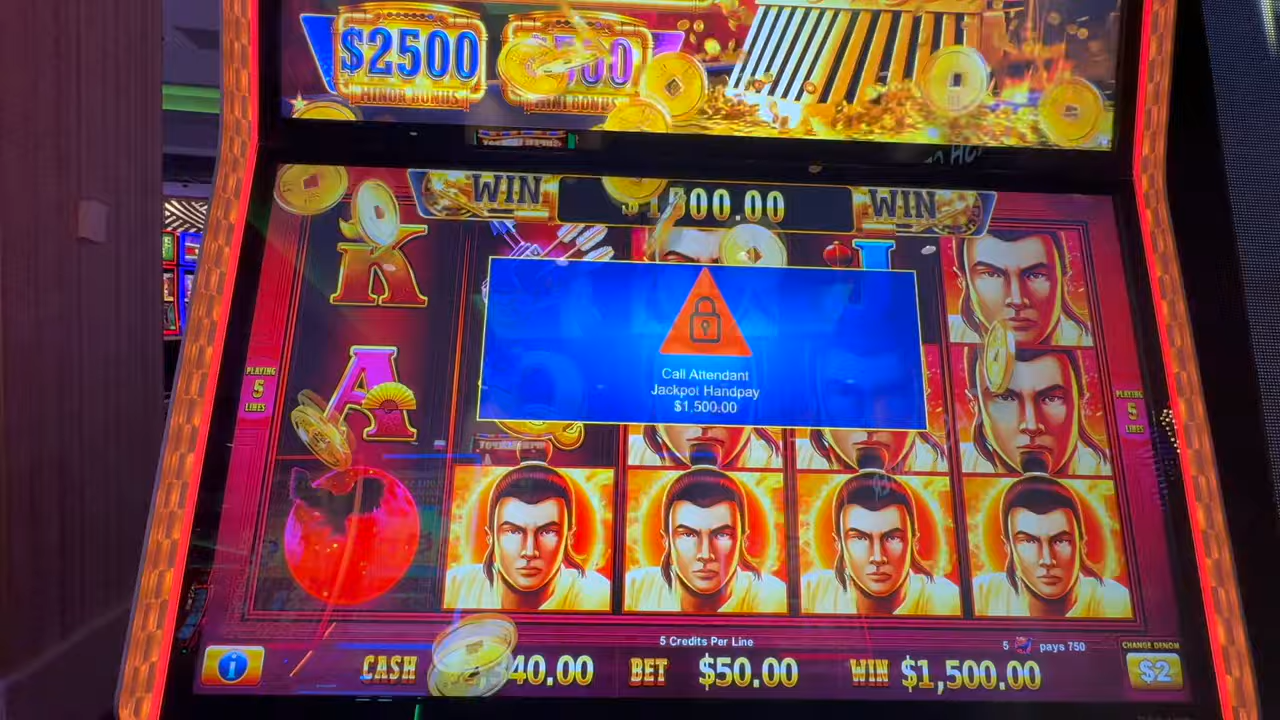 $2500
MINOR BONUS
MINI BONUS
WIN
WIN
K
J
A
Call Attendant
Jackpot Handpay
$1,500.00
PLAYING
5
LINES
PLAYING
5
LINES
5 Credits Per Line
5 pays 750
CHANGE DENOM
$2
CASH
40.00
BET $50.00
WIN $1,500.00